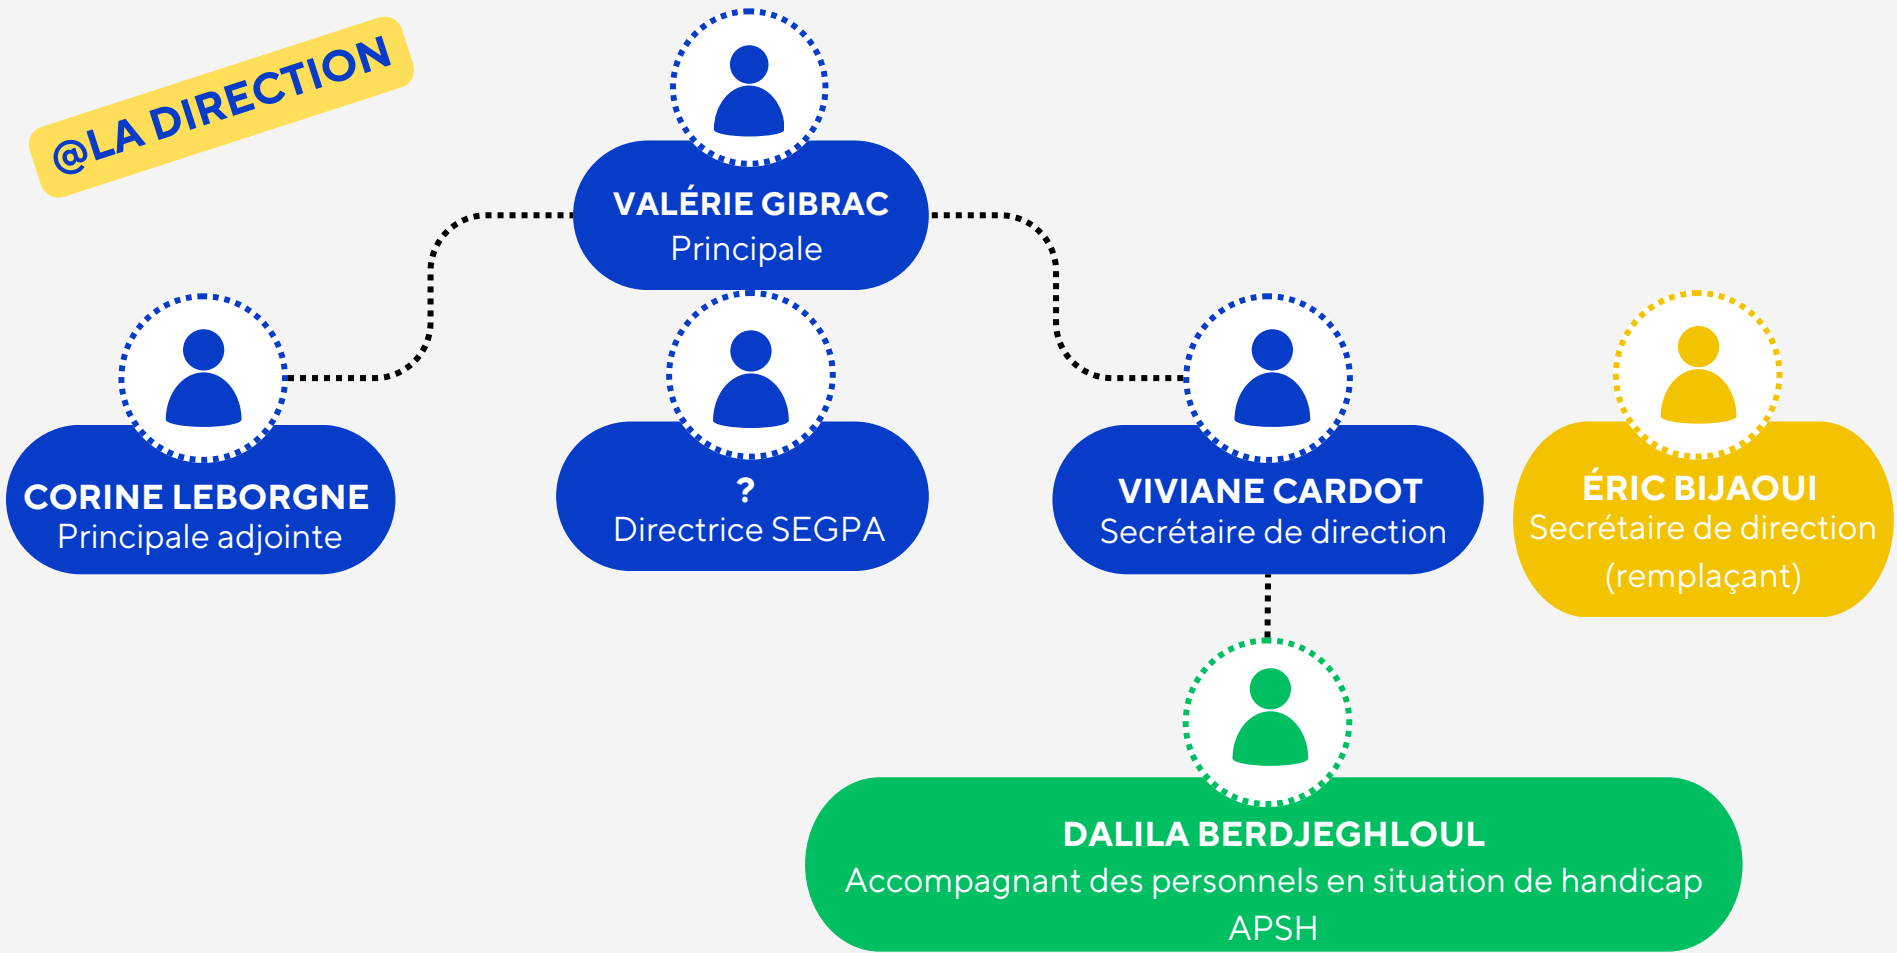 @LA DIRECTION
VALÉRIE GIBRAC
Principale
CORINE LEBORGNE
Principale adjointe
?
Directrice SEGPA
VIVIANE CARDOT
Secrétaire de direction
ÉRIC BIJAOUI
Secrétaire de direction
(remplaçant)
DALILA BERDJEGHLOUL
Accompagnant des personnels en situation de handicap
APSH